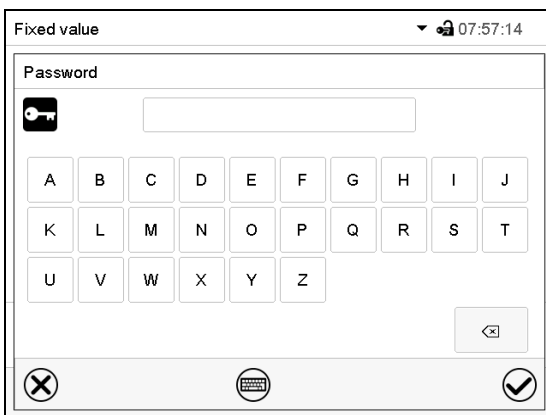 Fixed value 07:57:14
Password
A B C D E F G H I J
K L M N O P Q R S T
U V W X Y Z